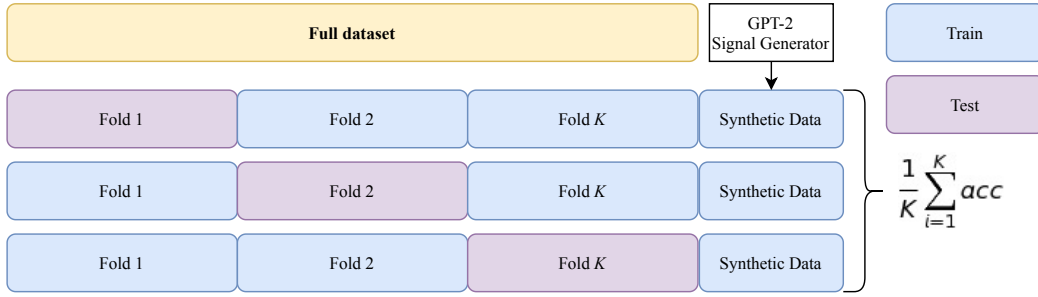 Full dataset
GPT-2
Signal Generator
Train
Test
Fold 1 Fold 2 Fold K Synthetic Data
Fold 1 Fold 2 Fold K Synthetic Data
Fold 1 Fold 2 Fold K Synthetic Data
1/K ∑_{i=1}^{K} acc